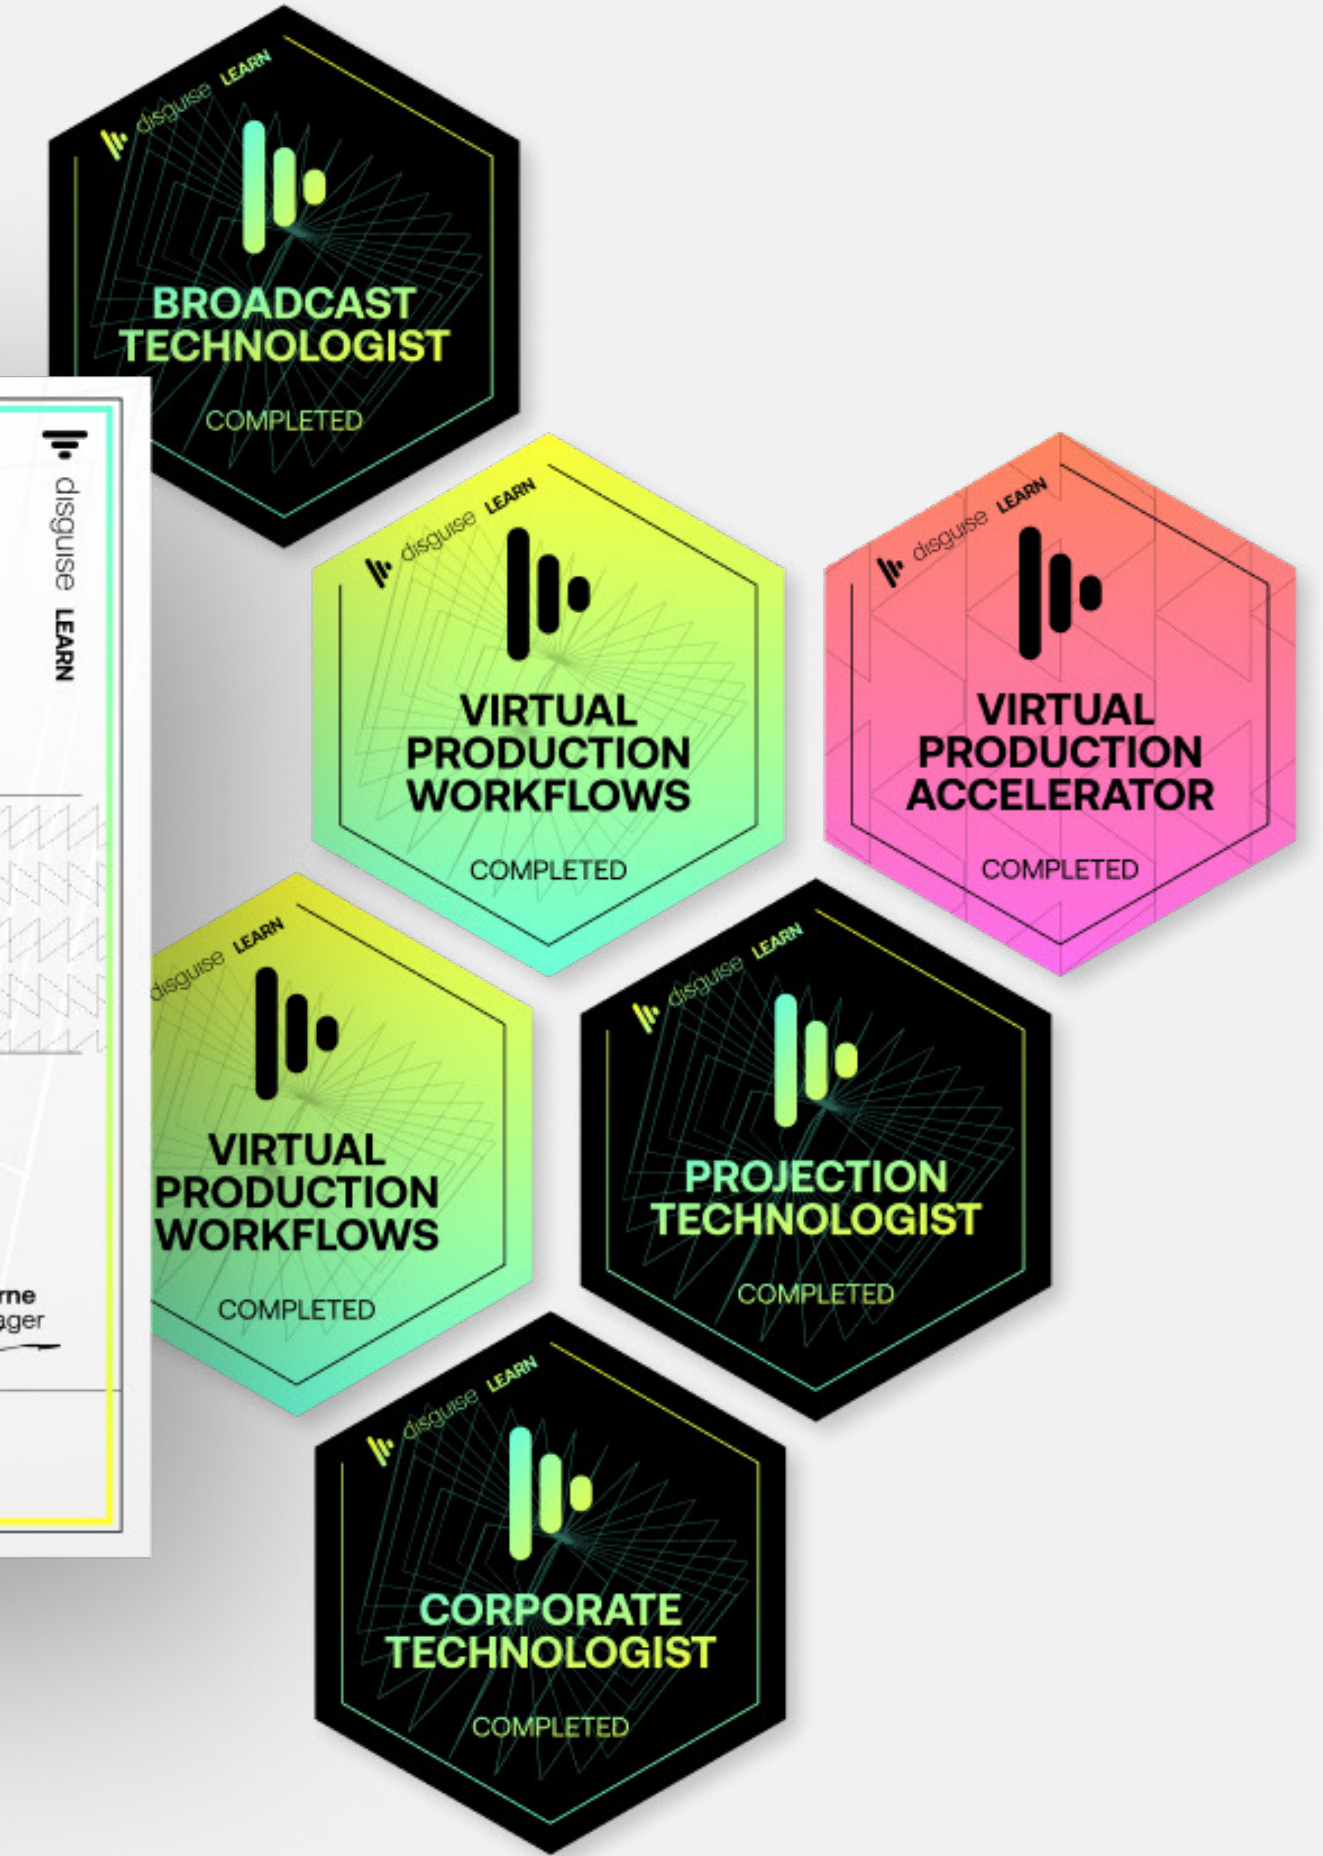 disguise LEARN
BROADCAST
TECHNOLOGIST
COMPLETED
disguise LEARN
disguise LEARN
VIRTUAL
PRODUCTION
WORKFLOWS
COMPLETED
disguise LEARN
VIRTUAL
PRODUCTION
ACCELERATOR
COMPLETED
disguise LEARN
VIRTUAL
PRODUCTION
WORKFLOWS
COMPLETED
disguise LEARN
PROJECTION
TECHNOLOGIST
COMPLETED
disguise LEARN
CORPORATE
TECHNOLOGIST
COMPLETED